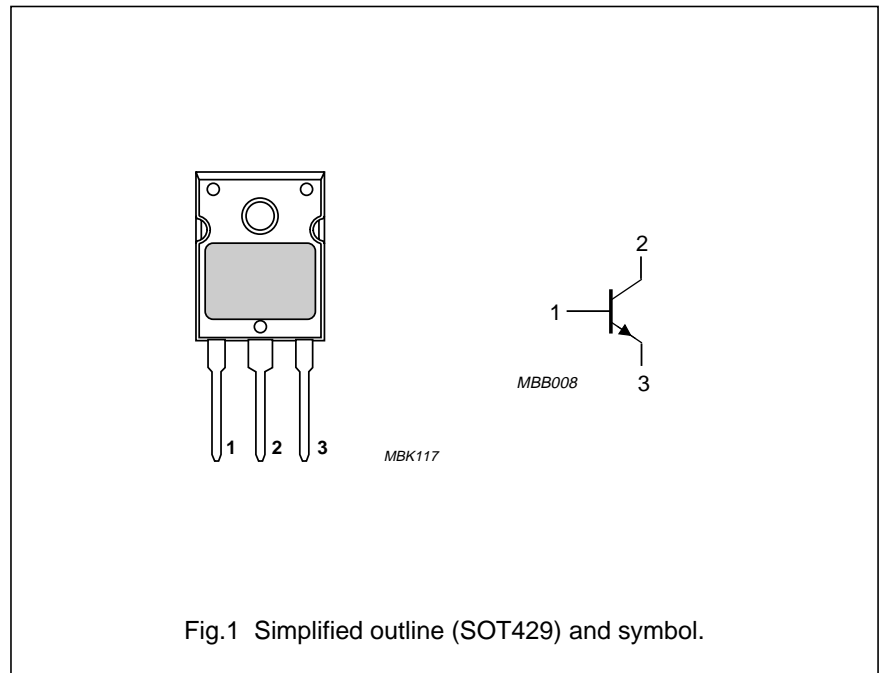 1 2 3
MBK117
2
1
MBB008
3
Fig.1 Simplified outline (SOT429) and symbol.